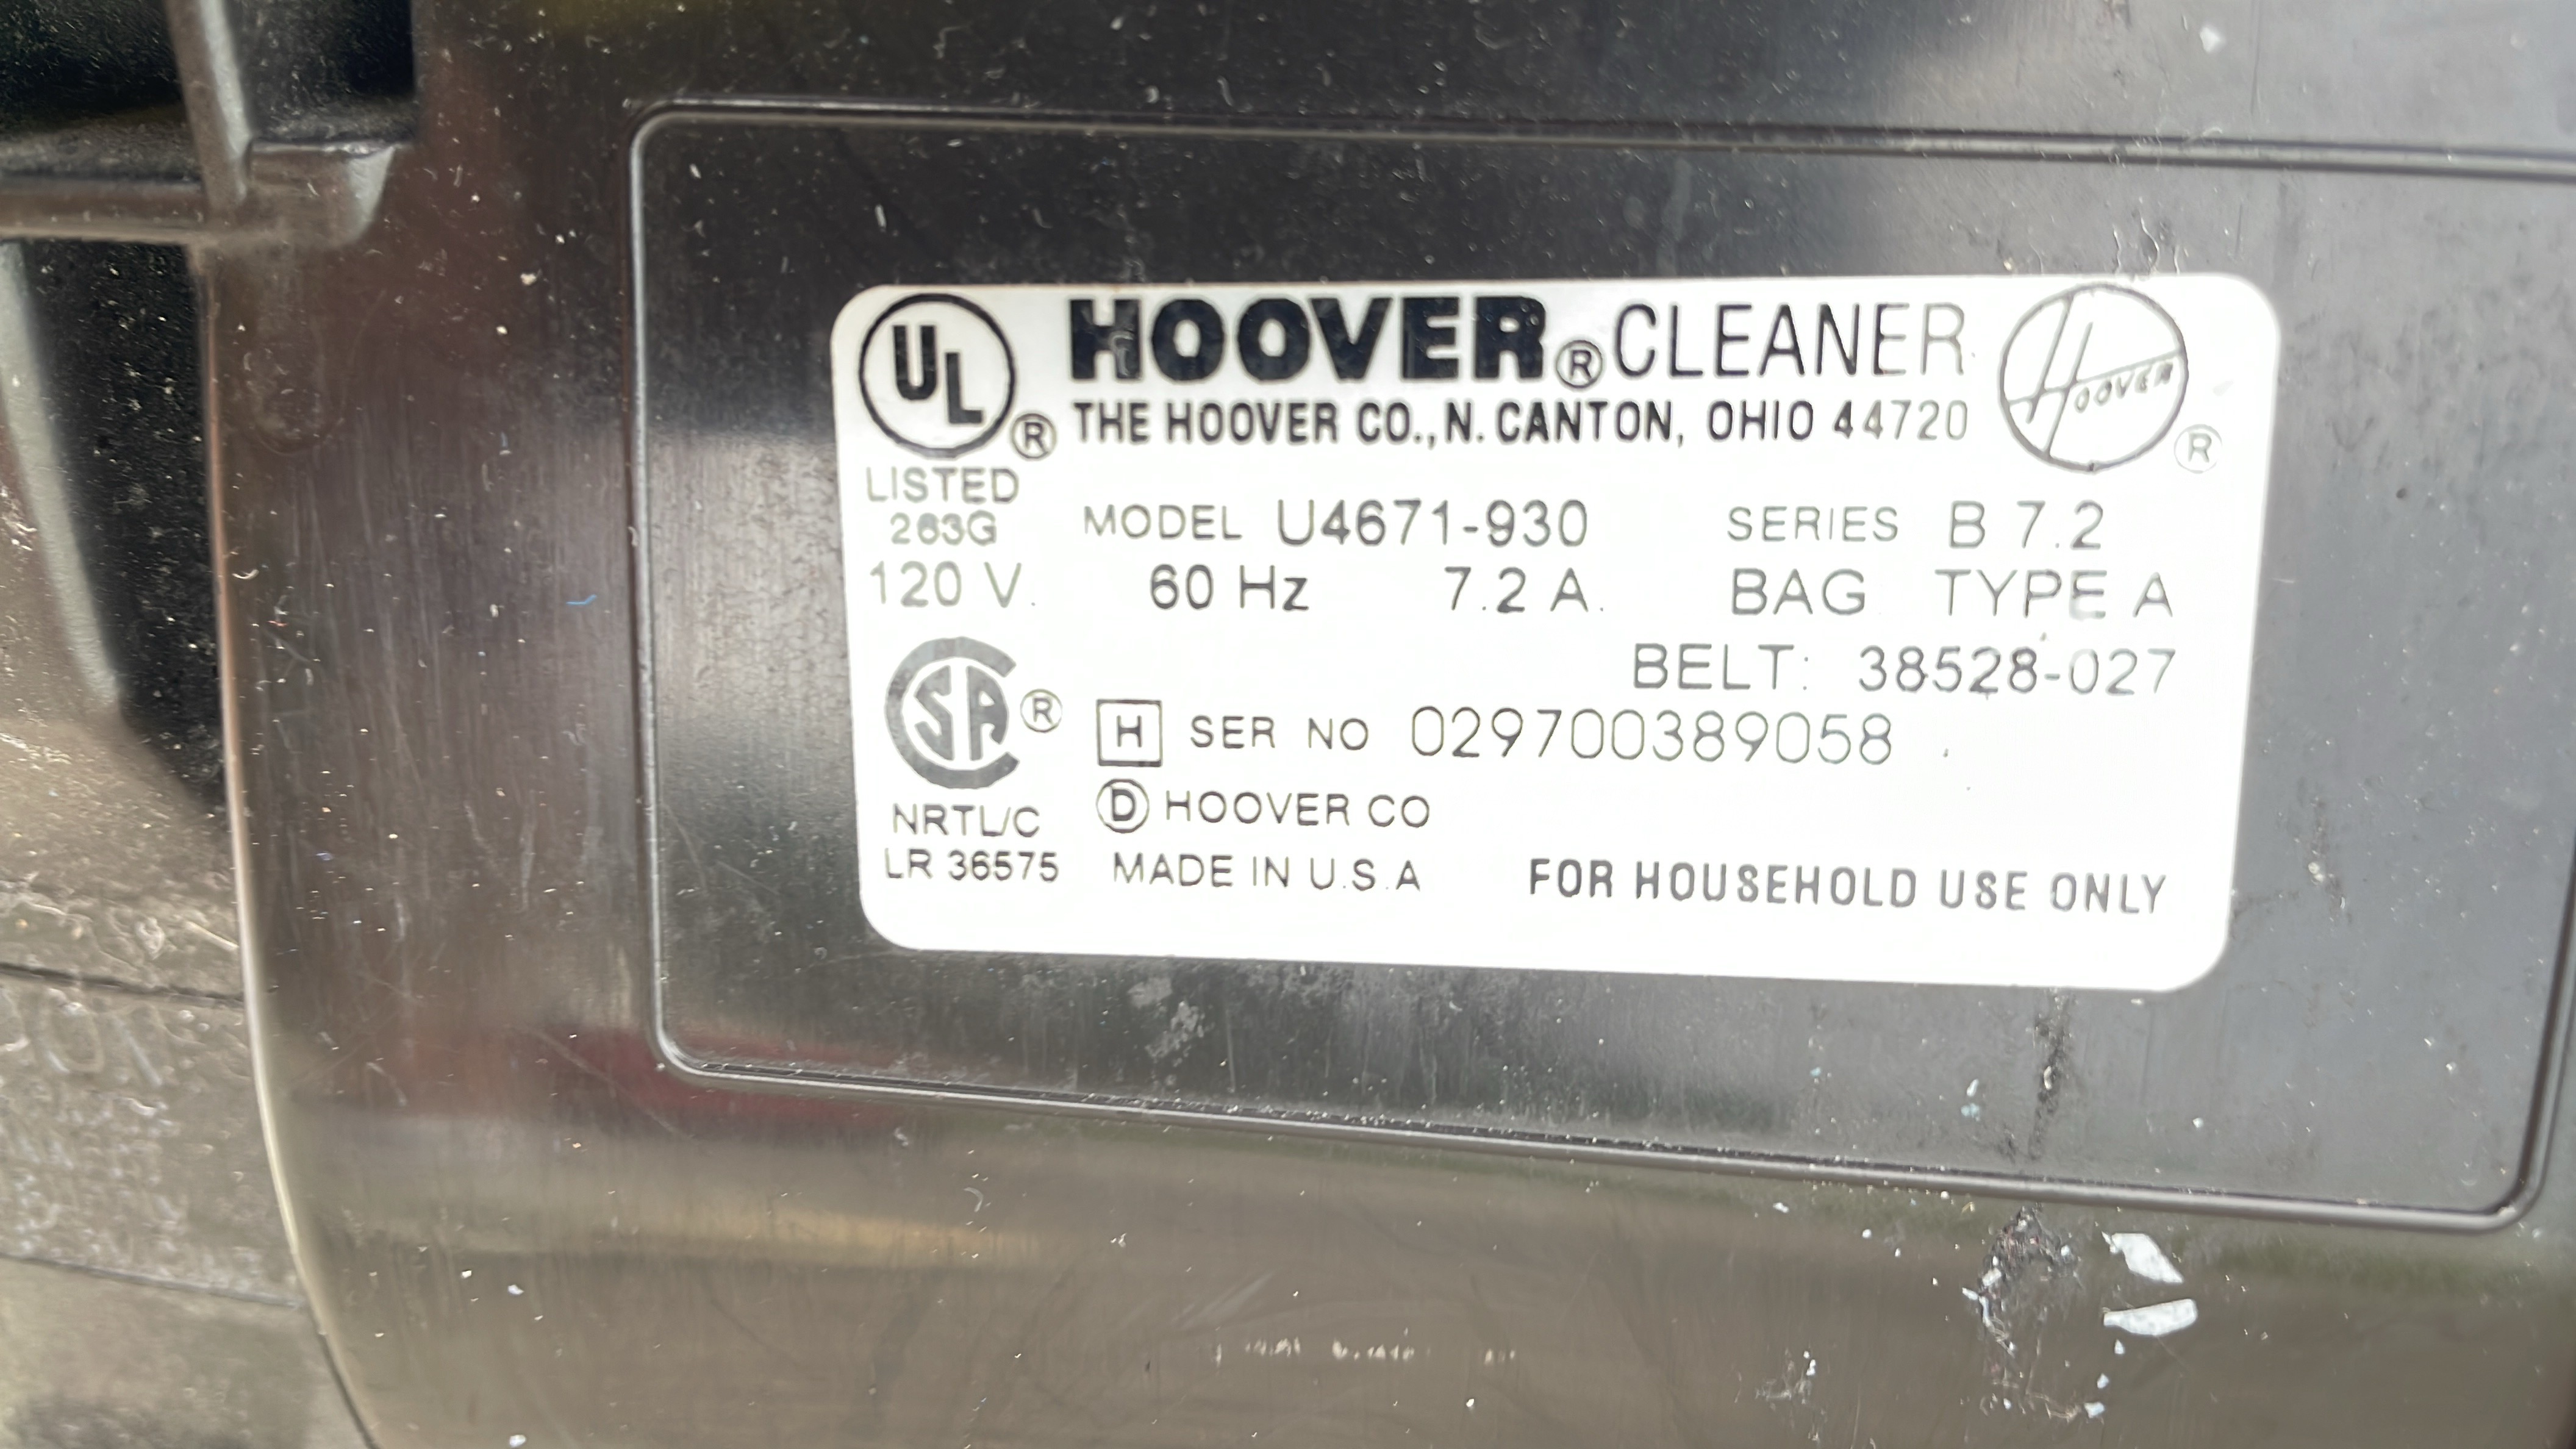 UL ® HOOVER ® CLEANER HOOVER ®
THE HOOVER CO., N. CANTON, OHIO 44720
LISTED
263G
MODEL U4671-930 SERIES B 7.2
120 V. 60 Hz 7.2 A. BAG TYPE A
BELT: 38528-027
SA ® H SER NO 029700389058
D HOOVER CO
NRTL/C
LR 36575 MADE IN U.S.A FOR HOUSEHOLD USE ONLY